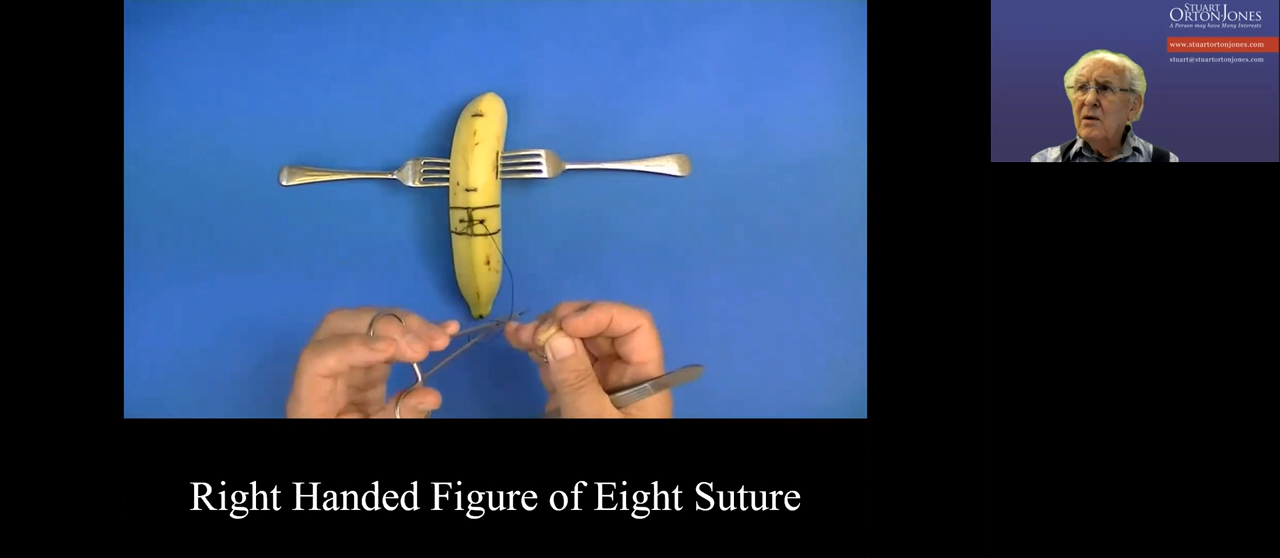 Right Handed Figure of Eight Suture
STUART
ORTON-JONES
A Person may have Many Interests
www.stuartortonjones.com
stuart@stuartortonjones.com